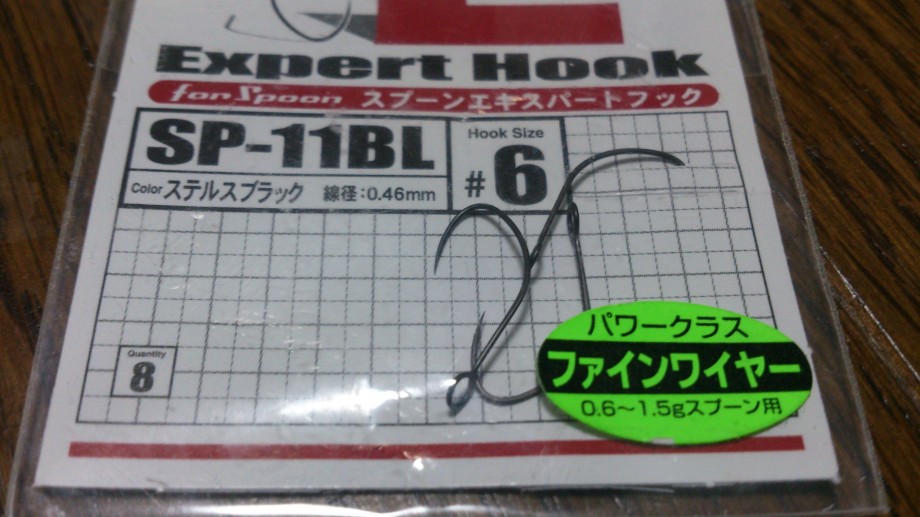 Expert Hook
for Spoon スプーンエキスパートフック
SP-11BL
Hook Size
#6
Color ステルスブラック 線径:0.46mm
Quantity
8
パワークラス
ファインワイヤー
0.6～1.5gスプーン用